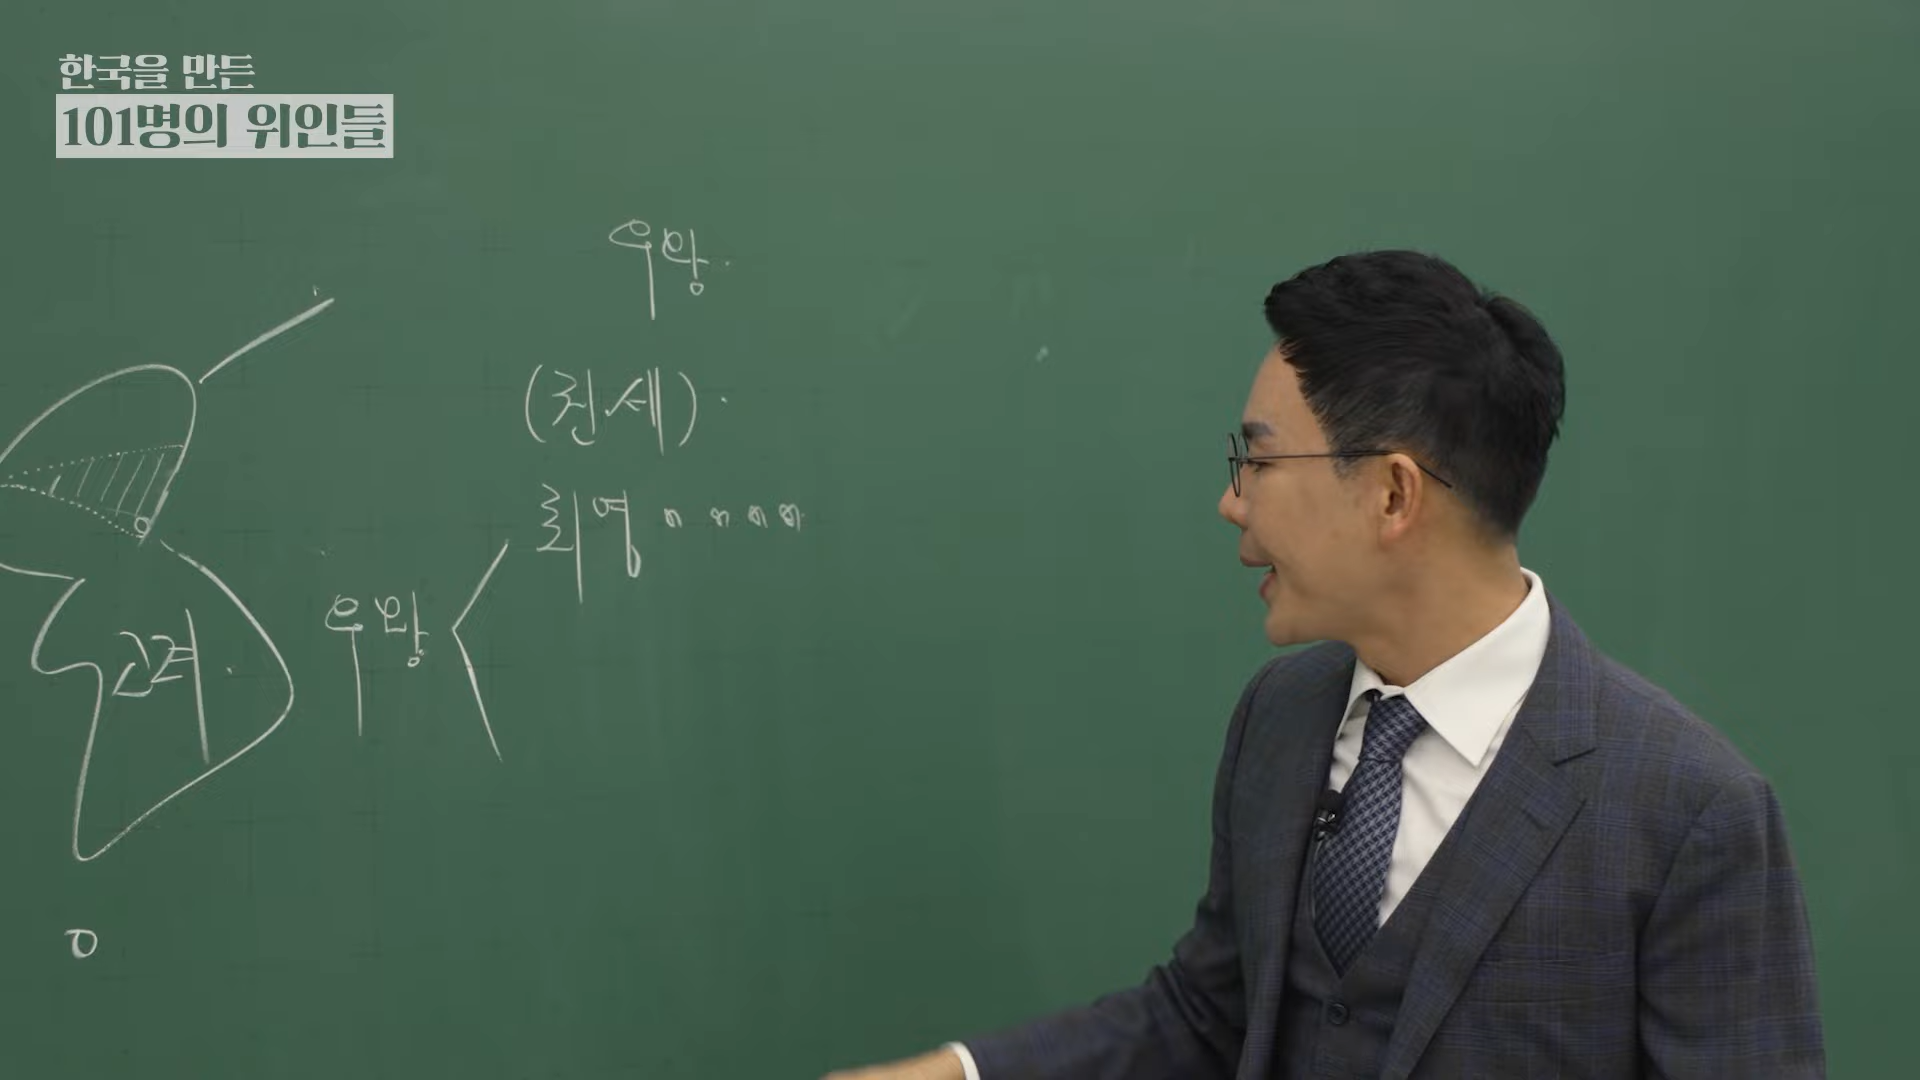 한국을 만든
101명의 위인들
우왕
(권세)
최영 " " " "
고려
우왕